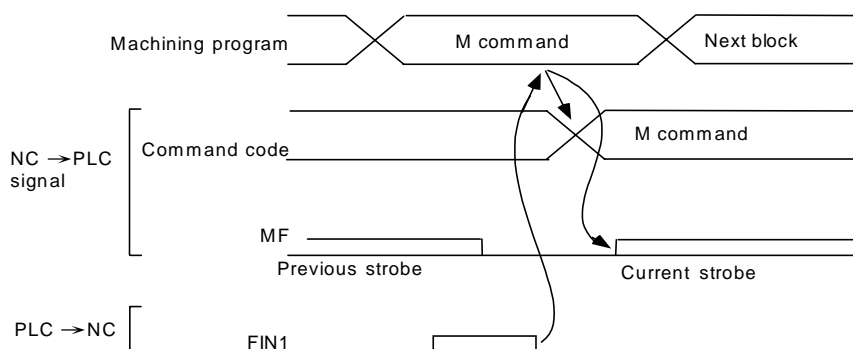 Machining program
M command
Next block
NC →PLC
signal
Command code
M command
MF
Previous strobe
Current strobe
PLC →NC
FIN1